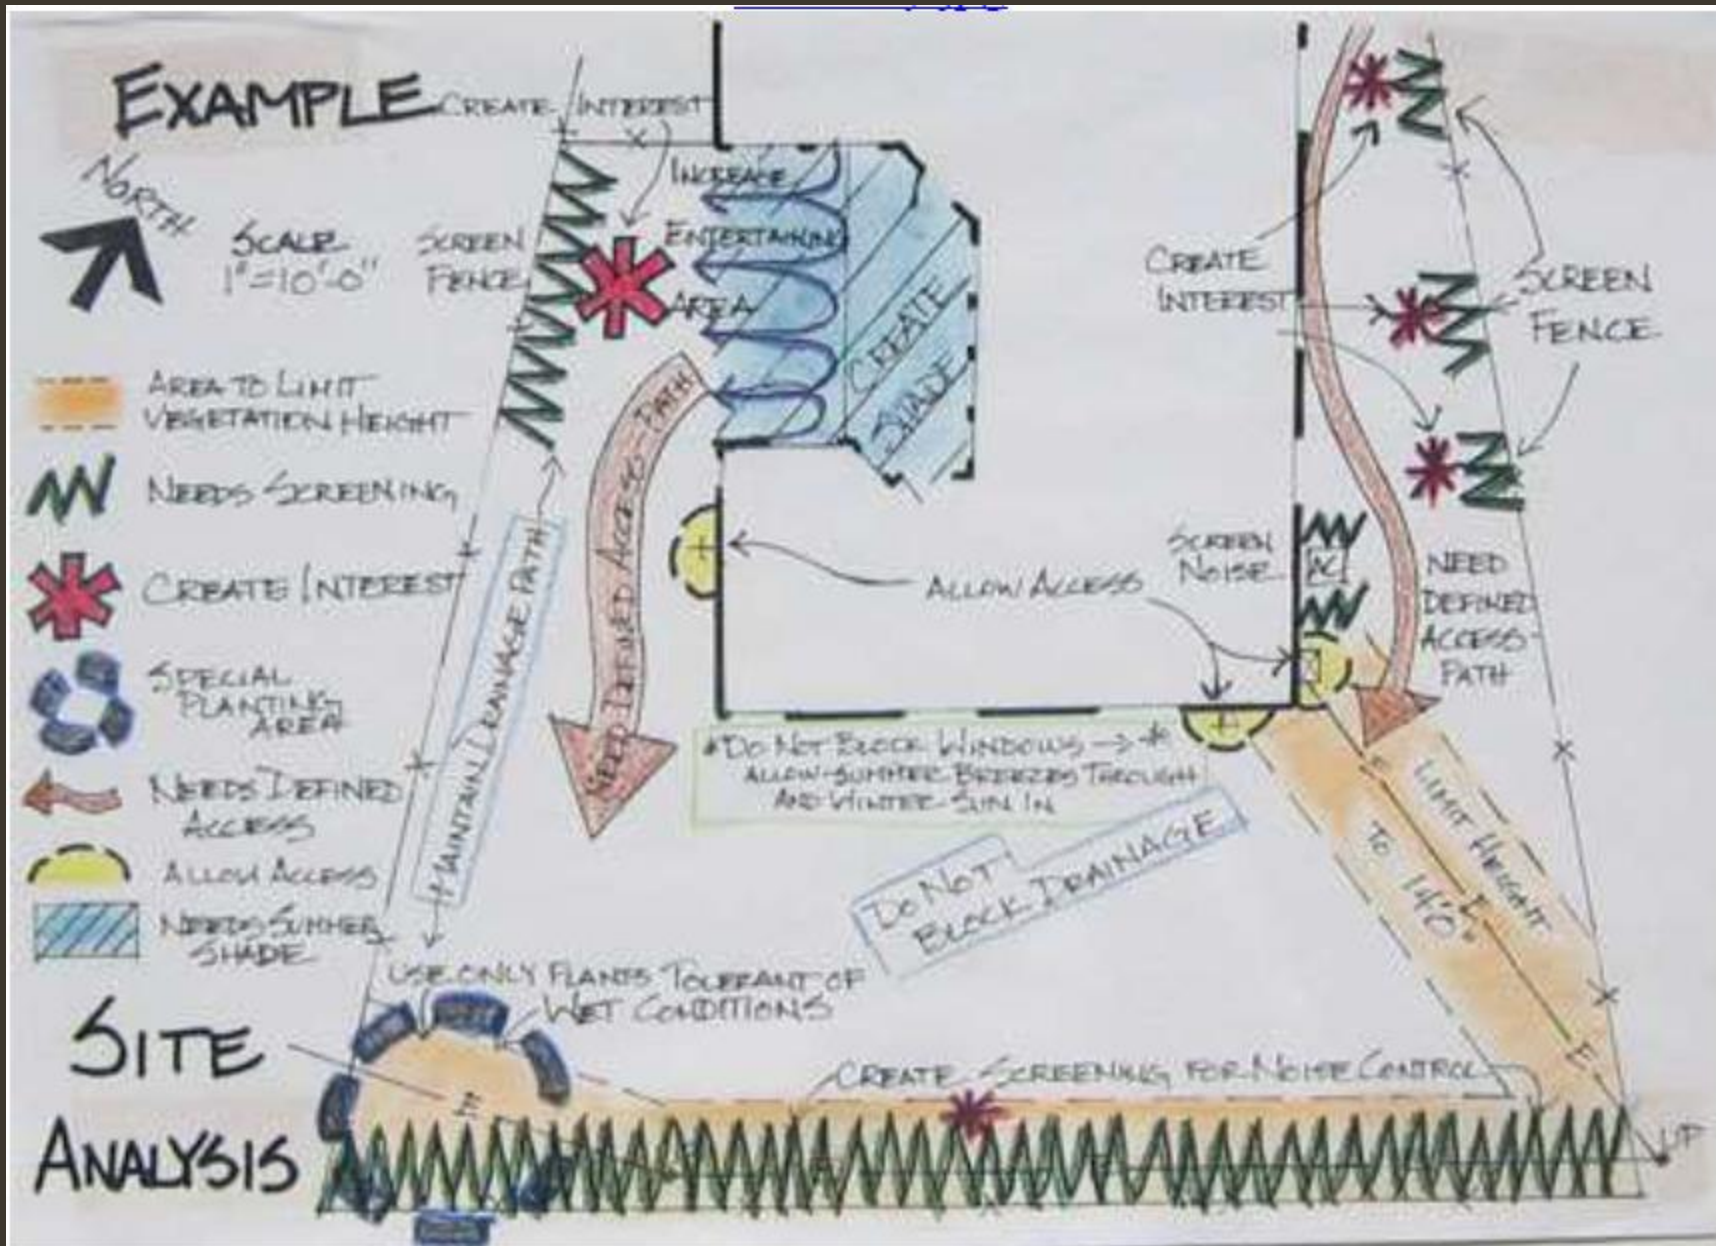 EXAMPLE
CREATE INTEREST
NORTH
SCALE
1"=10'-0"
SCREEN
FENCE
INCREASE
ENTERTAINING
AREA
CREATE
SHADE
CREATE
INTEREST
SCREEN
FENCE
AREA TO LIMIT
VEGETATION HEIGHT
NEEDS SCREENING
CREATE INTEREST
SPECIAL
PLANTING
AREA
NEEDS DEFINED
ACCESS
ALLOW ACCESS
NEEDS SUMMER
SHADE
MAINTAIN DRAINAGE PATH
NEED DEFINED ACCESS-PATH
ALLOW ACCESS
SCREEN
NOISE
AC
NEED
DEFINED
ACCESS-
PATH
*DO NOT BLOCK WINDOWS → *
ALLOW SUMMER BREEZES THROUGH
AND WINTER SUN IN
DO NOT
BLOCK DRAINAGE
LIMIT HEIGHT
TO 14'0"
E
E
E
USE ONLY PLANTS TOLERANT OF
WET CONDITIONS
CREATE SCREENING FOR NOISE CONTROL
SITE
ANALYSIS